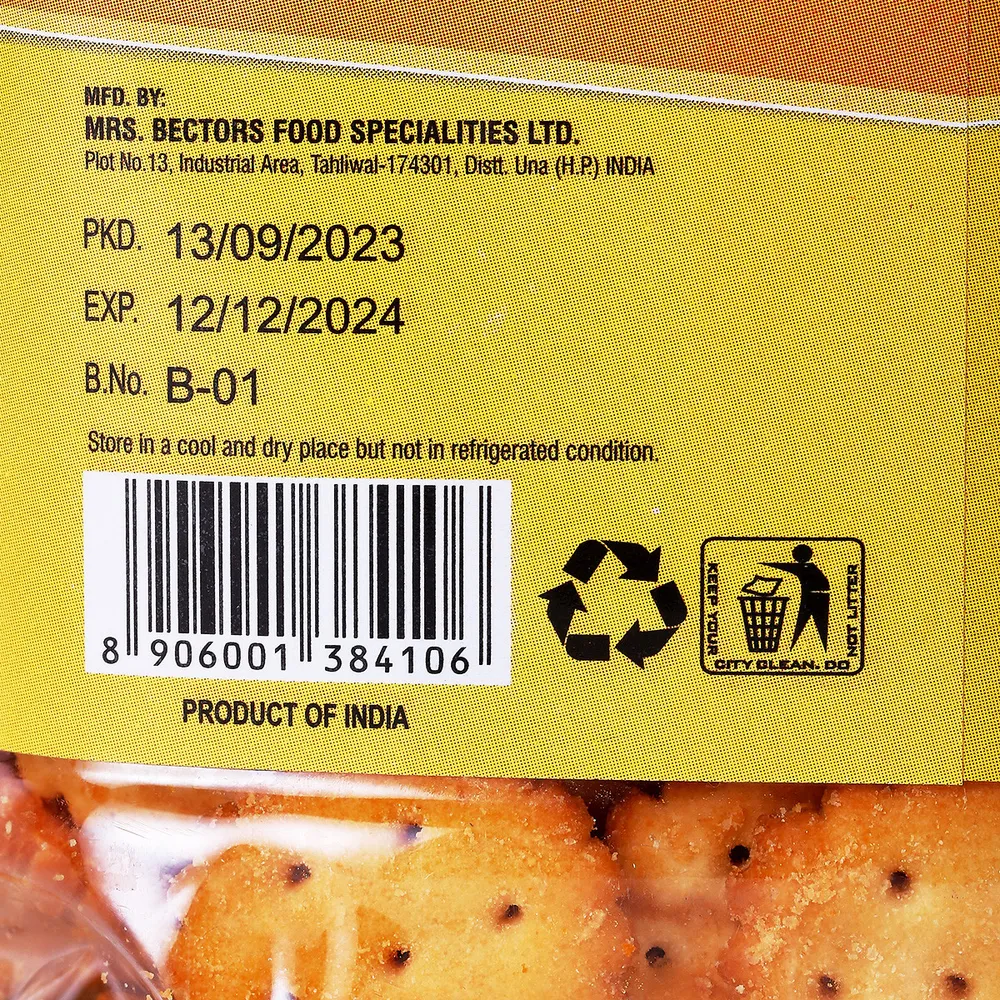 MFD. BY:
MRS. BECTORS FOOD SPECIALITIES LTD.
Plot No.13, Industrial Area, Tahliwal-174301, Distt. Una (H.P.) INDIA
PKD. 13/09/2023
EXP. 12/12/2024
B.No. B-01
Store in a cool and dry place but not in refrigerated condition.
8 906001 384106
KEEP YOUR
CITY CLEAN. DO
NOT LITTER
PRODUCT OF INDIA